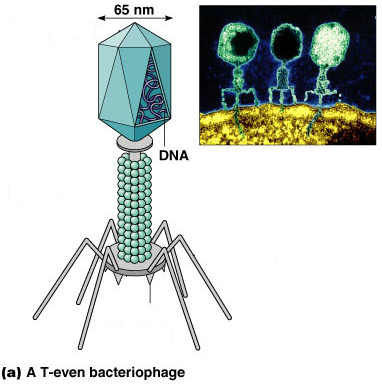 65 nm
DNA
(a) A T-even bacteriophage